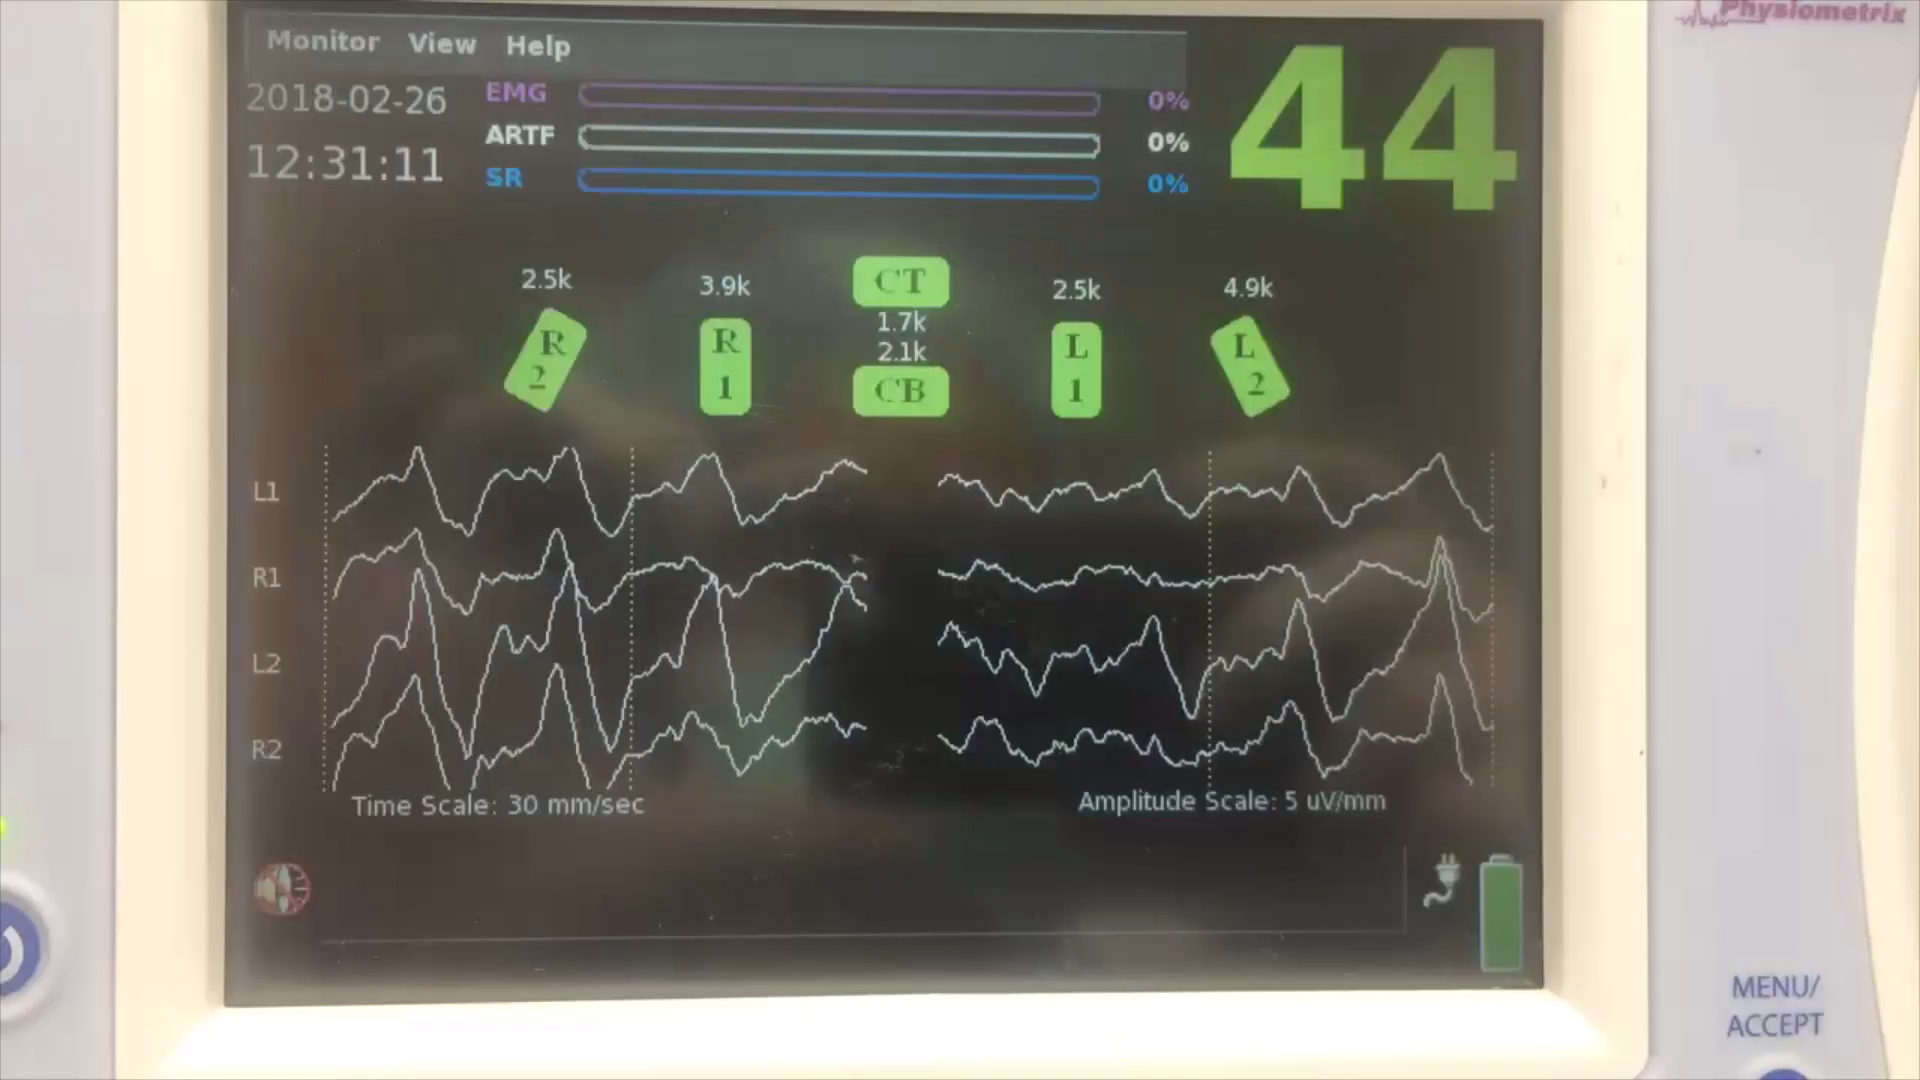 Physiometrix
Monitor View Help
44
2018-02-26
12:31:11
EMG 0%
ARTF 0%
SR 0%
2.5k 3.9k CT 2.5k 4.9k
1.7k
2.1k
R 2 R 1 CB L 1 L 2
L1
R1
L2
R2
Time Scale: 30 mm/sec
Amplitude Scale: 5 uV/mm
MENU/
ACCEPT